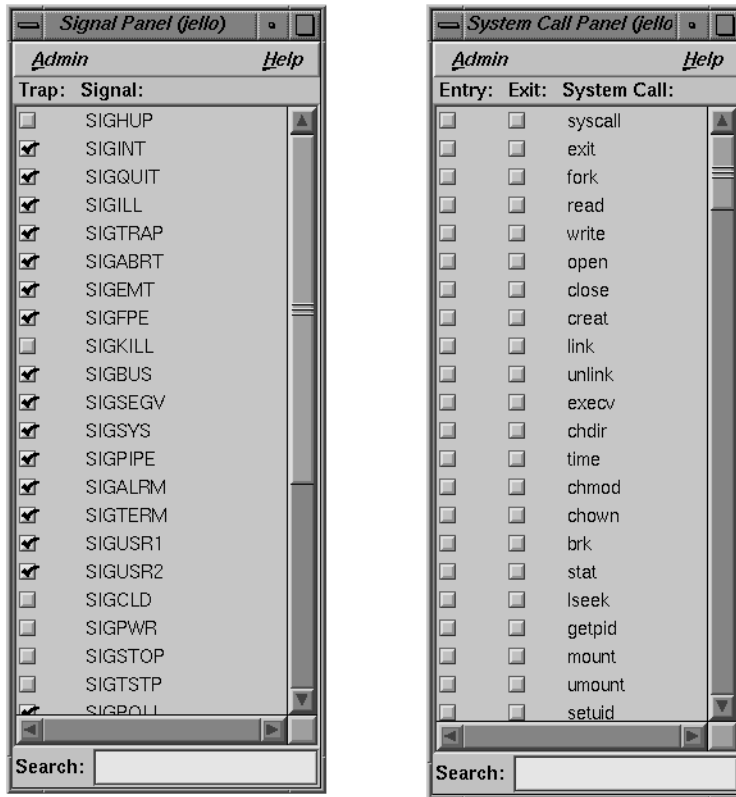 Signal Panel (jello)
Admin Help
Trap: Signal:
SIGHUP
SIGINT
SIGQUIT
SIGILL
SIGTRAP
SIGABRT
SIGEMT
SIGFPE
SIGKILL
SIGBUS
SIGSEGV
SIGSYS
SIGPIPE
SIGALRM
SIGTERM
SIGUSR1
SIGUSR2
SIGCLD
SIGPWR
SIGSTOP
SIGTSTP
SIGPOLL
Search:
System Call Panel (jello
Admin Help
Entry: Exit: System Call:
syscall
exit
fork
read
write
open
close
creat
link
unlink
execv
chdir
time
chmod
chown
brk
stat
lseek
getpid
mount
umount
setuid
Search: